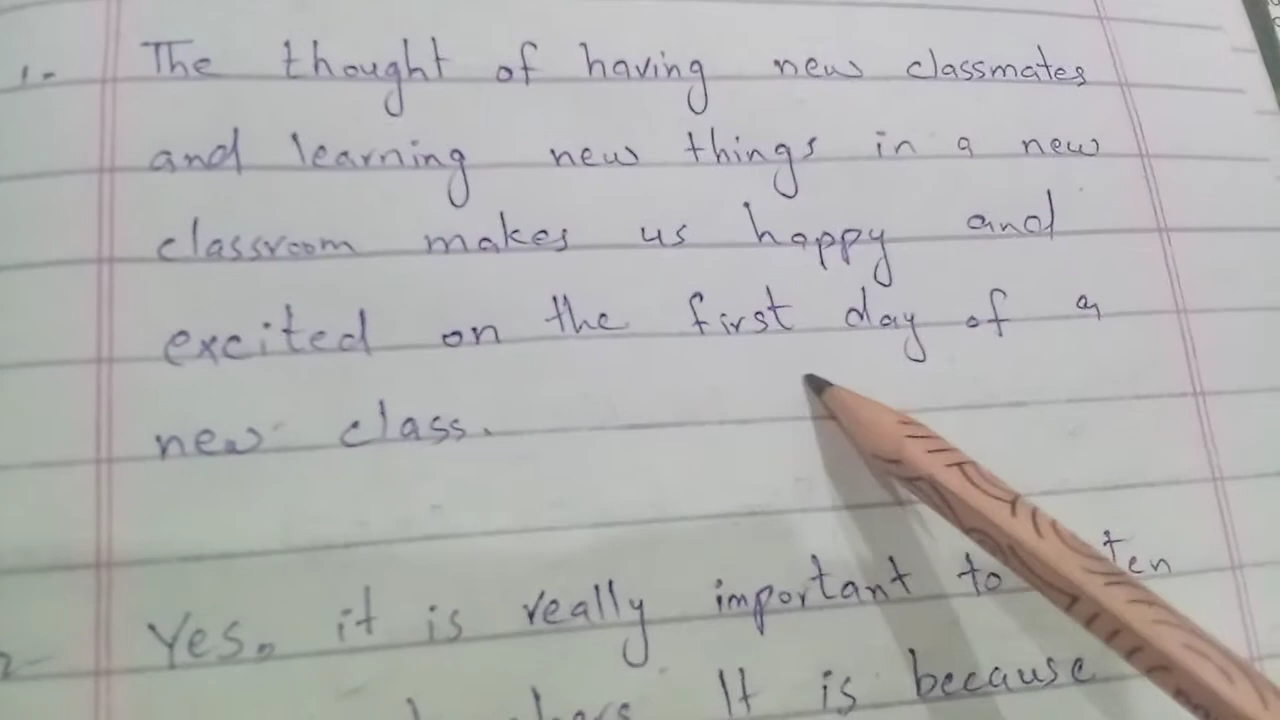 1- The thought of having new classmates
and learning new things in a new
classroom makes us happy and
excited on the first day of a
new class.
2- Yes. it is really important to
It is because